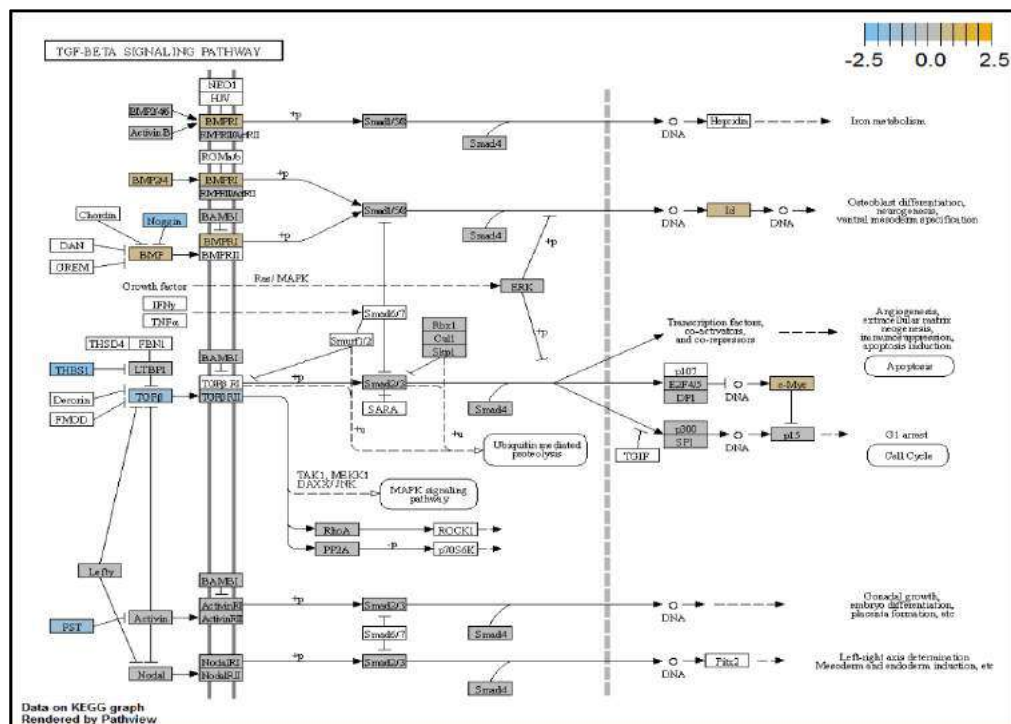 TGF-BETA SIGNALING PATHWAY
-2.5 0.0 2.5
NEO1
HJV
BMP2/4/6
Activin B
BMPRI
BMPRII/ActRII
+p
Smad1/5/8
Smad4
DNA
Hepcidin
Iron metabolism
RGMa/b
BMP2/4
BMPRI
BMPRII/ActRII
+p
Smad1/5/8
Smad4
DNA
Id
DNA
Osteoblast differentiation,
neurogenesis,
ventral mesoderm specification
Chordin
Noggin
BAMBI
DAN
GREM
BMP
BMPRI
BMPRII
+p
+p
Growth factor
Ras/MAPK
ERK
IFNγ
TNFα
Smad6/7
Smurf1/2
Rbx1
Cul1
Skp1
+p
Transcription factors,
co-activators,
and co-repressors
Angiogenesis,
extracellular matrix
neogenesis,
immunosuppression,
apoptosis induction
Apoptosis
THSD4
FBN1
THBS1
LTBP1
BAMBI
Decorin
FMOD
TGFβ
TGFβ RI
TGFβRII
+p
Smad2/3
SARA
Smad4
p107
E2F4/5
DP1
DNA
c-Myc
p300
SP1
DNA
p15
G1 arrest
Cell Cycle
TGIF
+u
+u
Ubiquitin mediated
proteolysis
TAK1, MEKK1
DAXX/JNK
MAPK signaling
pathway
RhoA
ROCK1
PP2A
-p
p70S6K
Lefty
BAMBI
FST
Activin
ActivinRI
ActivinRII
+p
Smad2/3
Smad4
DNA
Gonadal growth,
embryo differentiation,
placenta formation, etc
Smad6/7
Nodal
NodalRI
NodalRII
+p
Smad2/3
Smad4
DNA
Pitx2
Left-right axis determination
Mesoderm and endoderm induction, etc
Data on KEGG graph
Rendered by Pathview